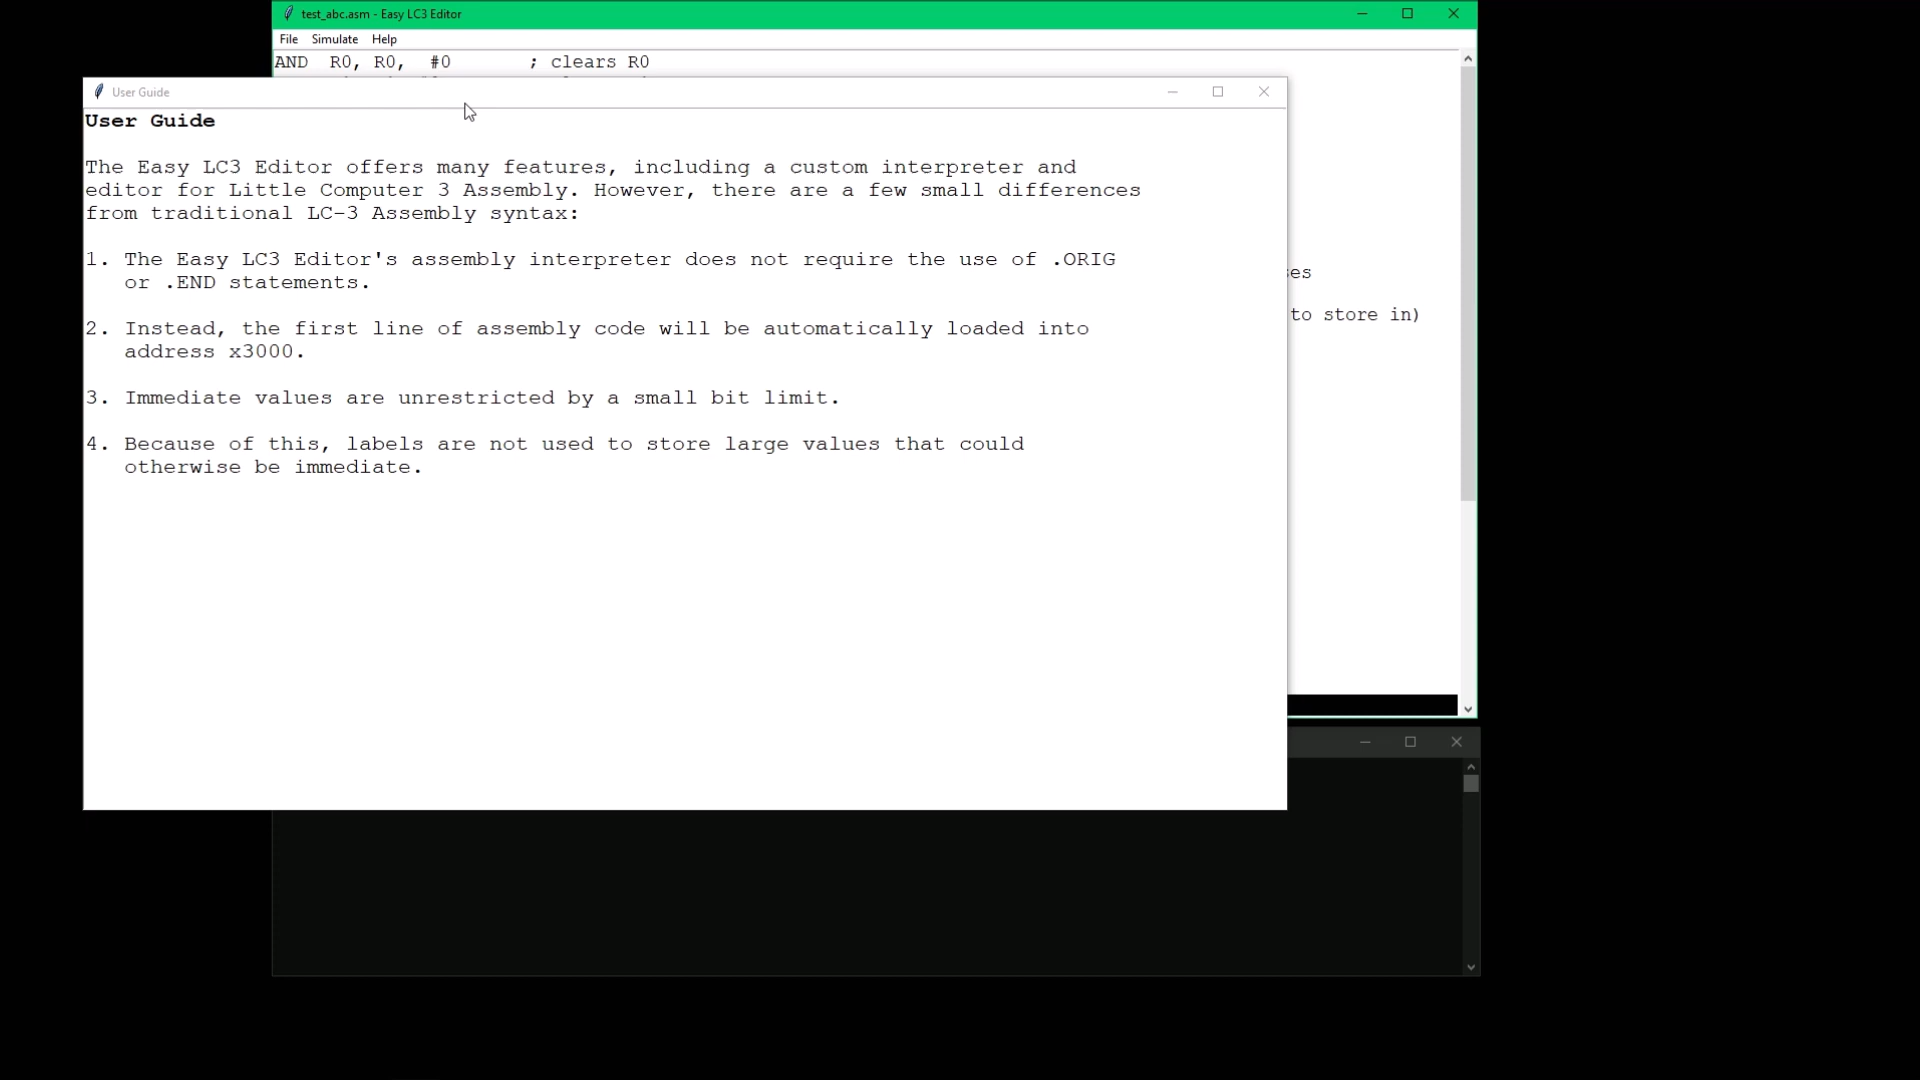 test_abc.asm - Easy LC3 Editor
File Simulate Help
AND R0, R0, #0 ; clears R0
User Guide
User Guide
The Easy LC3 Editor offers many features, including a custom interpreter and
editor for Little Computer 3 Assembly. However, there are a few small differences
from traditional LC-3 Assembly syntax:
1. The Easy LC3 Editor's assembly interpreter does not require the use of .ORIG
or .END statements.
2. Instead, the first line of assembly code will be automatically loaded into
address x3000.
3. Immediate values are unrestricted by a small bit limit.
4. Because of this, labels are not used to store large values that could
otherwise be immediate.
to store in)